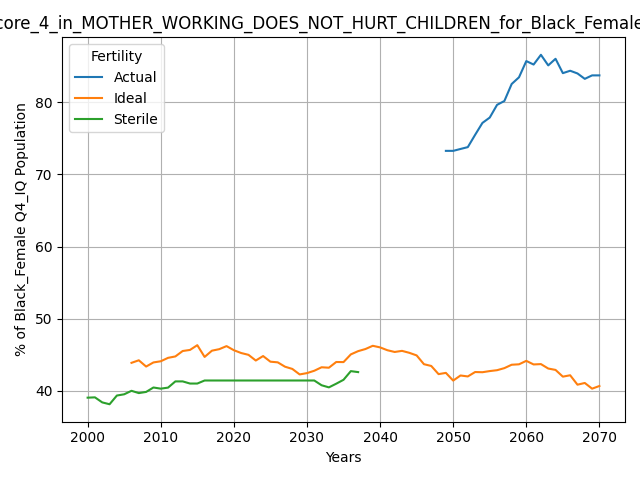 core_4_in_MOTHER_WORKING_DOES_NOT_HURT_CHILDREN_for_Black_Female
Fertility
Actual
Ideal
Sterile
% of Black_Female Q4_IQ Population
80
70
60
50
40
2000 2010 2020 2030 2040 2050 2060 2070
Years